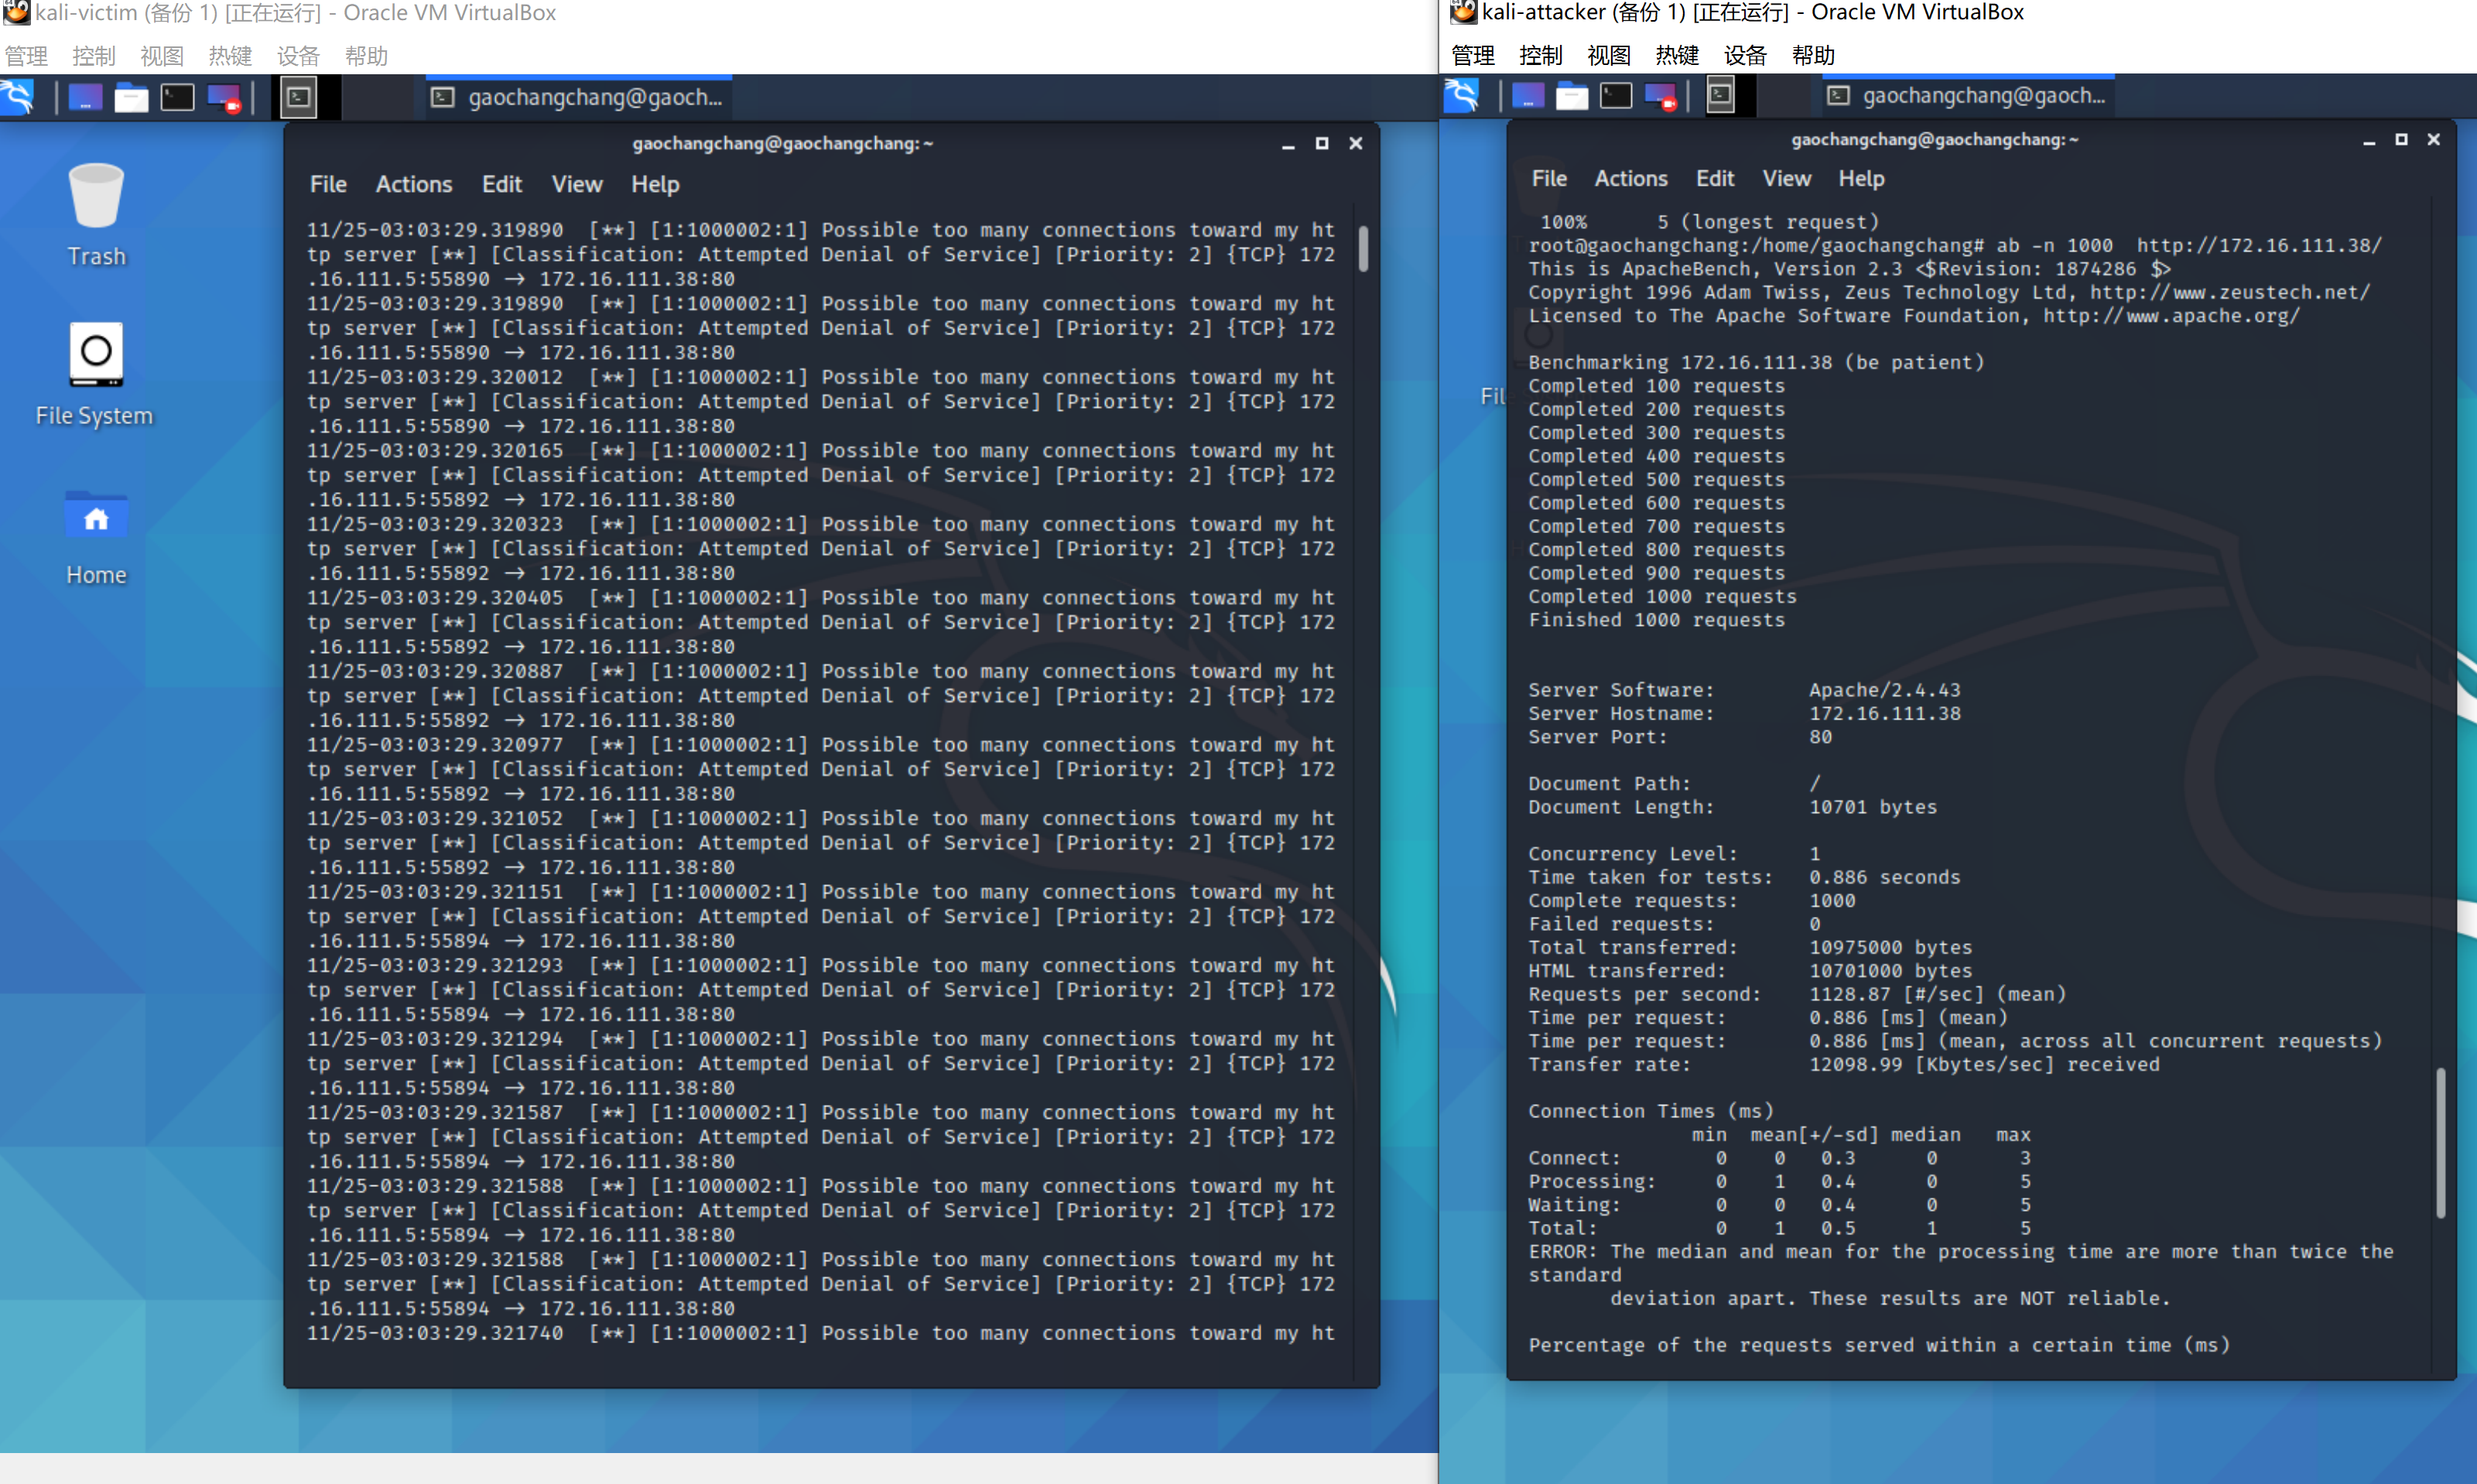 kali-victim (备份 1) [正在运行] - Oracle VM VirtualBox
管理 控制 视图 热键 设备 帮助
gaochangchang@gaoch...
gaochangchang@gaochangchang:~
File Actions Edit View Help
Trash
File System
Home
11/25-03:03:29.319890  [**] [1:1000002:1] Possible too many connections toward my ht
tp server [**] [Classification: Attempted Denial of Service] [Priority: 2] {TCP} 172
.16.111.5:55890 → 172.16.111.38:80
11/25-03:03:29.319890  [**] [1:1000002:1] Possible too many connections toward my ht
tp server [**] [Classification: Attempted Denial of Service] [Priority: 2] {TCP} 172
.16.111.5:55890 → 172.16.111.38:80
11/25-03:03:29.320012  [**] [1:1000002:1] Possible too many connections toward my ht
tp server [**] [Classification: Attempted Denial of Service] [Priority: 2] {TCP} 172
.16.111.5:55890 → 172.16.111.38:80
11/25-03:03:29.320165  [**] [1:1000002:1] Possible too many connections toward my ht
tp server [**] [Classification: Attempted Denial of Service] [Priority: 2] {TCP} 172
.16.111.5:55892 → 172.16.111.38:80
11/25-03:03:29.320323  [**] [1:1000002:1] Possible too many connections toward my ht
tp server [**] [Classification: Attempted Denial of Service] [Priority: 2] {TCP} 172
.16.111.5:55892 → 172.16.111.38:80
11/25-03:03:29.320405  [**] [1:1000002:1] Possible too many connections toward my ht
tp server [**] [Classification: Attempted Denial of Service] [Priority: 2] {TCP} 172
.16.111.5:55892 → 172.16.111.38:80
11/25-03:03:29.320887  [**] [1:1000002:1] Possible too many connections toward my ht
tp server [**] [Classification: Attempted Denial of Service] [Priority: 2] {TCP} 172
.16.111.5:55892 → 172.16.111.38:80
11/25-03:03:29.320977  [**] [1:1000002:1] Possible too many connections toward my ht
tp server [**] [Classification: Attempted Denial of Service] [Priority: 2] {TCP} 172
.16.111.5:55892 → 172.16.111.38:80
11/25-03:03:29.321052  [**] [1:1000002:1] Possible too many connections toward my ht
tp server [**] [Classification: Attempted Denial of Service] [Priority: 2] {TCP} 172
.16.111.5:55892 → 172.16.111.38:80
11/25-03:03:29.321151  [**] [1:1000002:1] Possible too many connections toward my ht
tp server [**] [Classification: Attempted Denial of Service] [Priority: 2] {TCP} 172
.16.111.5:55894 → 172.16.111.38:80
11/25-03:03:29.321293  [**] [1:1000002:1] Possible too many connections toward my ht
tp server [**] [Classification: Attempted Denial of Service] [Priority: 2] {TCP} 172
.16.111.5:55894 → 172.16.111.38:80
11/25-03:03:29.321294  [**] [1:1000002:1] Possible too many connections toward my ht
tp server [**] [Classification: Attempted Denial of Service] [Priority: 2] {TCP} 172
.16.111.5:55894 → 172.16.111.38:80
11/25-03:03:29.321587  [**] [1:1000002:1] Possible too many connections toward my ht
tp server [**] [Classification: Attempted Denial of Service] [Priority: 2] {TCP} 172
.16.111.5:55894 → 172.16.111.38:80
11/25-03:03:29.321588  [**] [1:1000002:1] Possible too many connections toward my ht
tp server [**] [Classification: Attempted Denial of Service] [Priority: 2] {TCP} 172
.16.111.5:55894 → 172.16.111.38:80
11/25-03:03:29.321588  [**] [1:1000002:1] Possible too many connections toward my ht
tp server [**] [Classification: Attempted Denial of Service] [Priority: 2] {TCP} 172
.16.111.5:55894 → 172.16.111.38:80
11/25-03:03:29.321740  [**] [1:1000002:1] Possible too many connections toward my ht
kali-attacker (备份 1) [正在运行] - Oracle VM VirtualBox
管理 控制 视图 热键 设备 帮助
gaochangchang@gaoch...
gaochangchang@gaochangchang:~
File Actions Edit View Help
Fil
100%      5 (longest request)
root@gaochangchang:/home/gaochangchang# ab -n 1000  http://172.16.111.38/
This is ApacheBench, Version 2.3 <$Revision: 1874286 $>
Copyright 1996 Adam Twiss, Zeus Technology Ltd, http://www.zeustech.net/
Licensed to The Apache Software Foundation, http://www.apache.org/
Benchmarking 172.16.111.38 (be patient)
Completed 100 requests
Completed 200 requests
Completed 300 requests
Completed 400 requests
Completed 500 requests
Completed 600 requests
Completed 700 requests
Completed 800 requests
Completed 900 requests
Completed 1000 requests
Finished 1000 requests
Server Software:        Apache/2.4.43
Server Hostname:        172.16.111.38
Server Port:            80
Document Path:          /
Document Length:        10701 bytes
Concurrency Level:      1
Time taken for tests:   0.886 seconds
Complete requests:      1000
Failed requests:        0
Total transferred:      10975000 bytes
HTML transferred:       10701000 bytes
Requests per second:    1128.87 [#/sec] (mean)
Time per request:       0.886 [ms] (mean)
Time per request:       0.886 [ms] (mean, across all concurrent requests)
Transfer rate:          12098.99 [Kbytes/sec] received
Connection Times (ms)
              min  mean[+/-sd] median   max
Connect:        0    0   0.3      0       3
Processing:     0    1   0.4      0       5
Waiting:        0    0   0.4      0       5
Total:          0    1   0.5      1       5
ERROR: The median and mean for the processing time are more than twice the
standard
       deviation apart. These results are NOT reliable.
Percentage of the requests served within a certain time (ms)